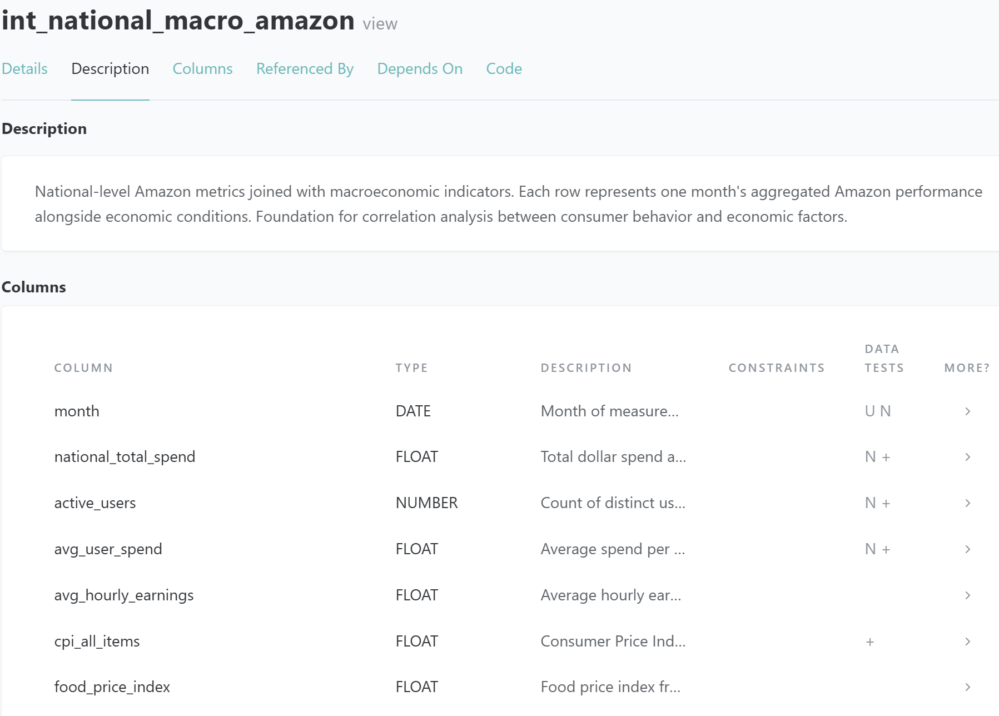 int_national_macro_amazon view
Details Description Columns Referenced By Depends On Code
Description
National-level Amazon metrics joined with macroeconomic indicators. Each row represents one month's aggregated Amazon performance
alongside economic conditions. Foundation for correlation analysis between consumer behavior and economic factors.
Columns
COLUMN TYPE DESCRIPTION CONSTRAINTS DATA TESTS MORE?
month DATE Month of measure... U N >
national_total_spend FLOAT Total dollar spend a... N + >
active_users NUMBER Count of distinct us... N + >
avg_user_spend FLOAT Average spend per ... N + >
avg_hourly_earnings FLOAT Average hourly ear... >
cpi_all_items FLOAT Consumer Price Ind... + >
food_price_index FLOAT Food price index fr... >